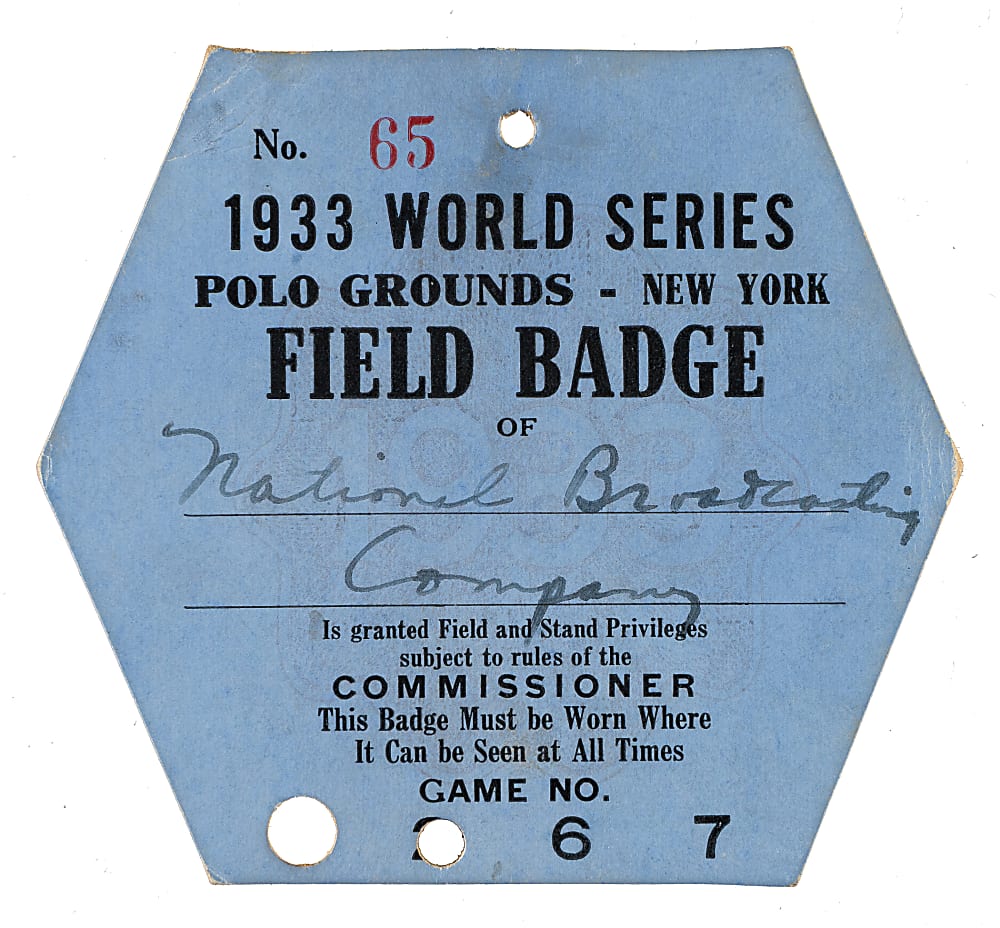 No. 65
1933 WORLD SERIES
POLO GROUNDS - NEW YORK
FIELD BADGE
OF
National Broadcasting
Company
Is granted Field and Stand Privileges
subject to rules of the
COMMISSIONER
This Badge Must be Worn Where
It Can be Seen at All Times
GAME NO.
2 6 7